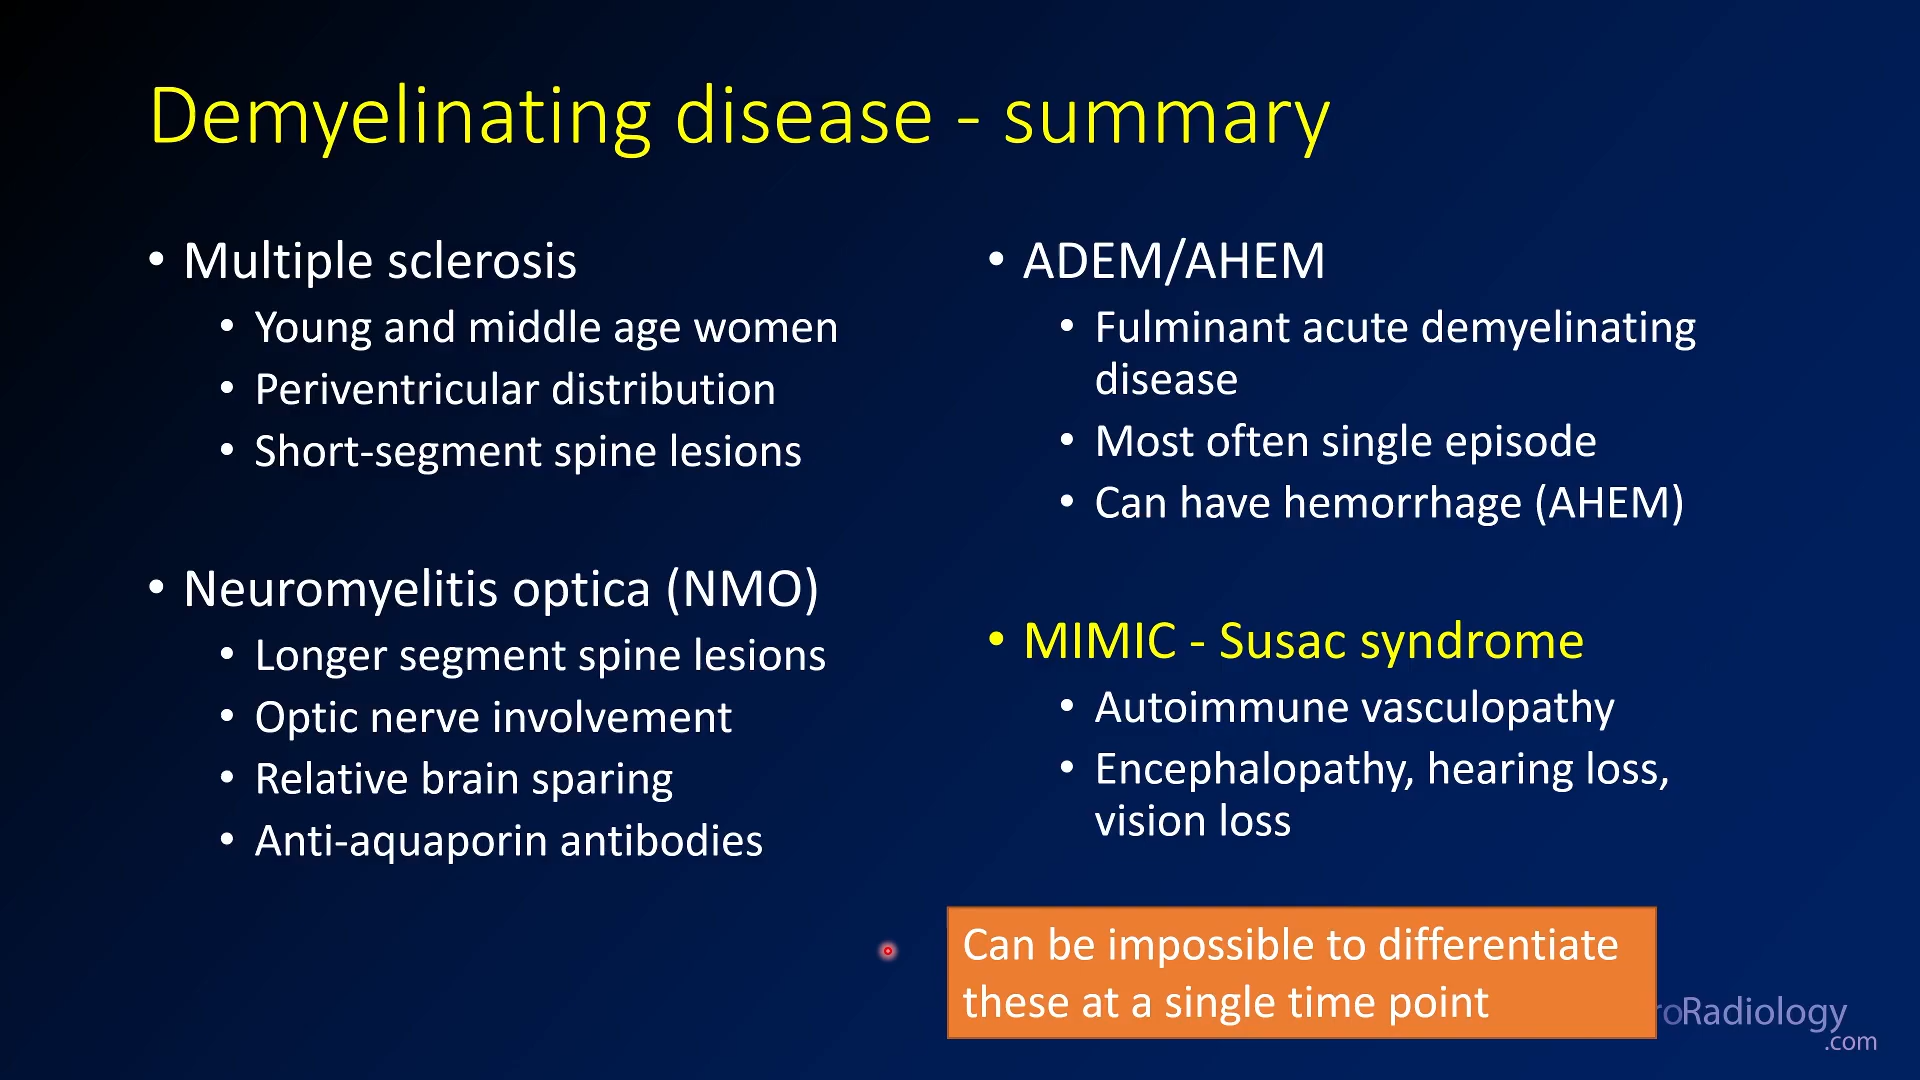 Demyelinating disease - summary
• Multiple sclerosis
• Young and middle age women
• Periventricular distribution
• Short-segment spine lesions
• Neuromyelitis optica (NMO)
• Longer segment spine lesions
• Optic nerve involvement
• Relative brain sparing
• Anti-aquaporin antibodies
• ADEM/AHEM
• Fulminant acute demyelinating
disease
• Most often single episode
• Can have hemorrhage (AHEM)
• MIMIC - Susac syndrome
• Autoimmune vasculopathy
• Encephalopathy, hearing loss,
vision loss
Can be impossible to differentiate
these at a single time point
roRadiology
.com